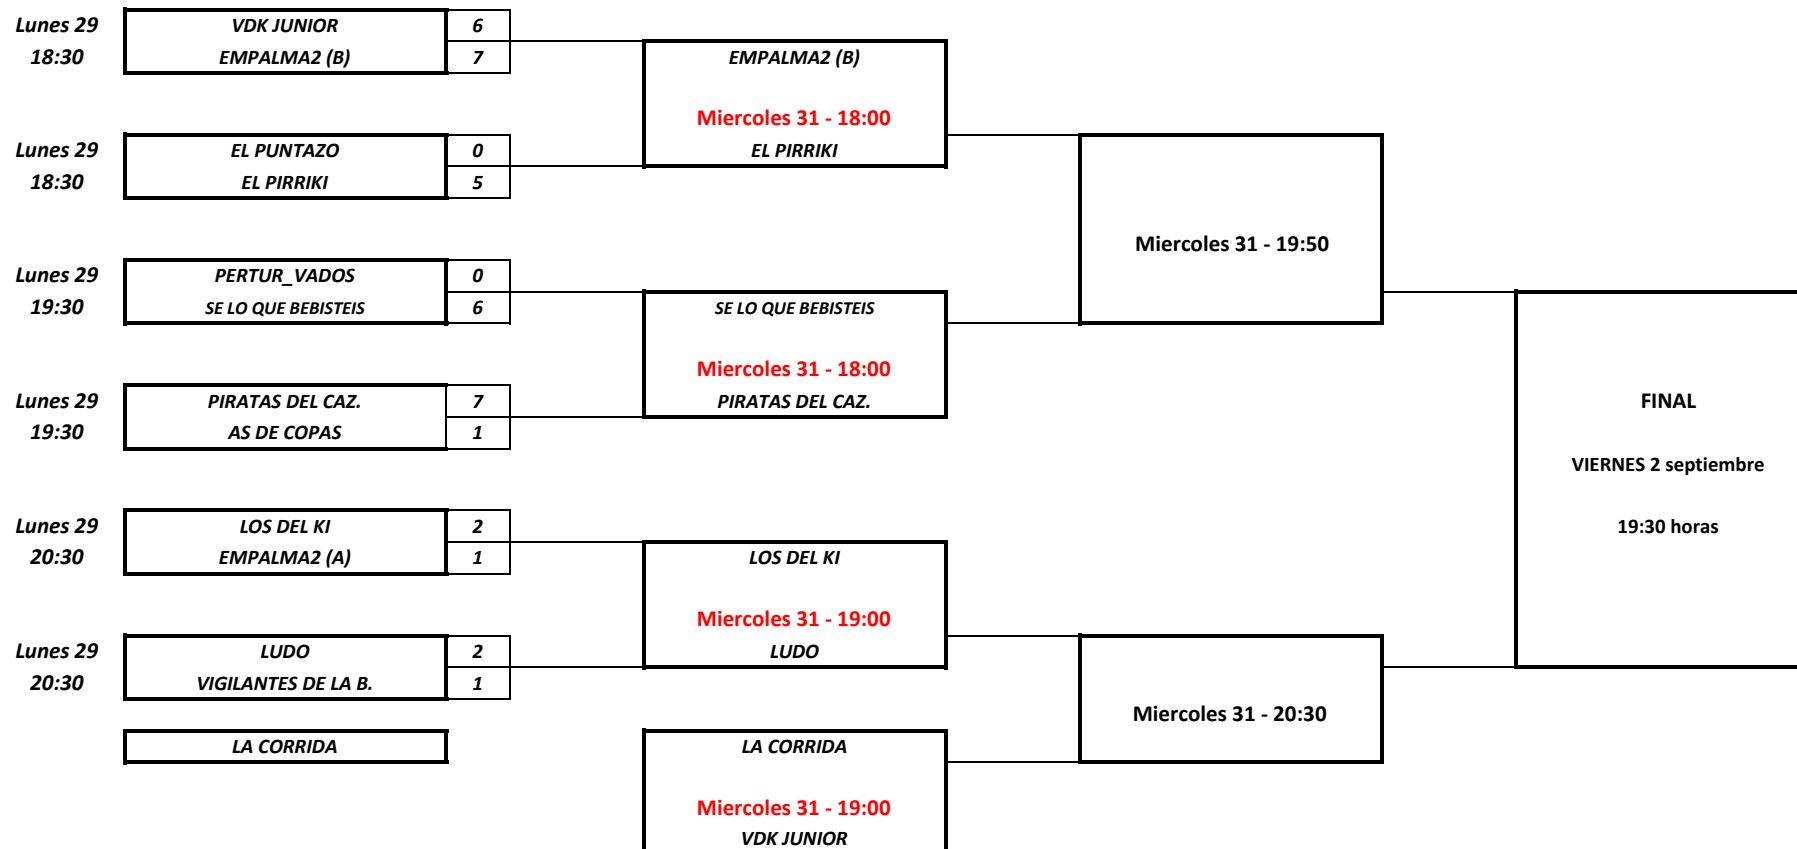 Lunes 29
18:30
VDK JUNIOR 6
EMPALMA2 (B) 7
Lunes 29
18:30
EL PUNTAZO 0
EL PIRRIKI 5
Lunes 29
19:30
PERTUR_VADOS 0
SE LO QUE BEBISTEIS 6
Lunes 29
19:30
PIRATAS DEL CAZ. 7
AS DE COPAS 1
Lunes 29
20:30
LOS DEL KI 2
EMPALMA2 (A) 1
Lunes 29
20:30
LUDO 2
VIGILANTES DE LA B. 1
LA CORRIDA
EMPALMA2 (B)
Miercoles 31 - 18:00
EL PIRRIKI
SE LO QUE BEBISTEIS
Miercoles 31 - 18:00
PIRATAS DEL CAZ.
LOS DEL KI
Miercoles 31 - 19:00
LUDO
LA CORRIDA
Miercoles 31 - 19:00
VDK JUNIOR
Miercoles 31 - 19:50
Miercoles 31 - 20:30
FINAL
VIERNES 2 septiembre
19:30 horas